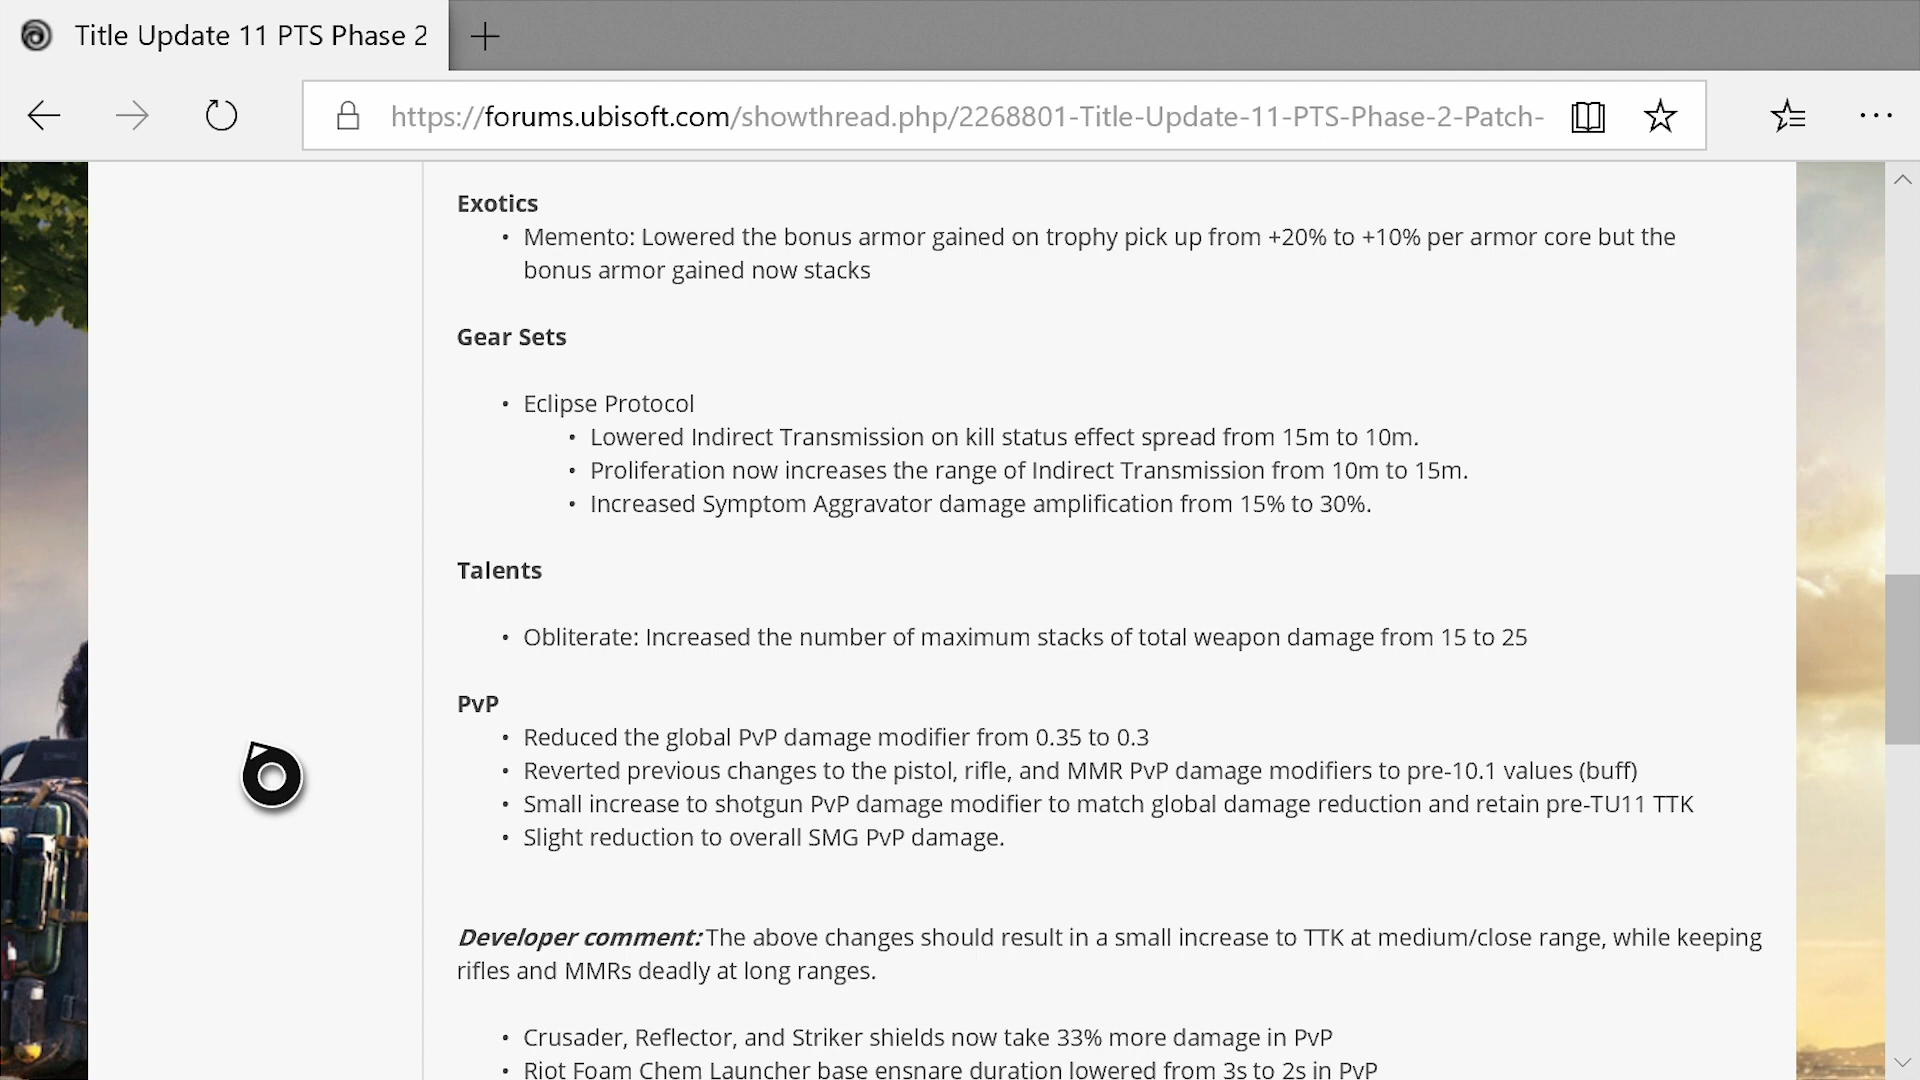 Title Update 11 PTS Phase 2
https://forums.ubisoft.com/showthread.php/2268801-Title-Update-11-PTS-Phase-2-Patch-
Exotics
• Memento: Lowered the bonus armor gained on trophy pick up from +20% to +10% per armor core but the
bonus armor gained now stacks
Gear Sets
• Eclipse Protocol
• Lowered Indirect Transmission on kill status effect spread from 15m to 10m.
• Proliferation now increases the range of Indirect Transmission from 10m to 15m.
• Increased Symptom Aggravator damage amplification from 15% to 30%.
Talents
• Obliterate: Increased the number of maximum stacks of total weapon damage from 15 to 25
PvP
• Reduced the global PvP damage modifier from 0.35 to 0.3
• Reverted previous changes to the pistol, rifle, and MMR PvP damage modifiers to pre-10.1 values (buff)
• Small increase to shotgun PvP damage modifier to match global damage reduction and retain pre-TU11 TTK
• Slight reduction to overall SMG PvP damage.
Developer comment: The above changes should result in a small increase to TTK at medium/close range, while keeping
rifles and MMRs deadly at long ranges.
• Crusader, Reflector, and Striker shields now take 33% more damage in PvP
• Riot Foam Chem Launcher base ensnare duration lowered from 3s to 2s in PvP